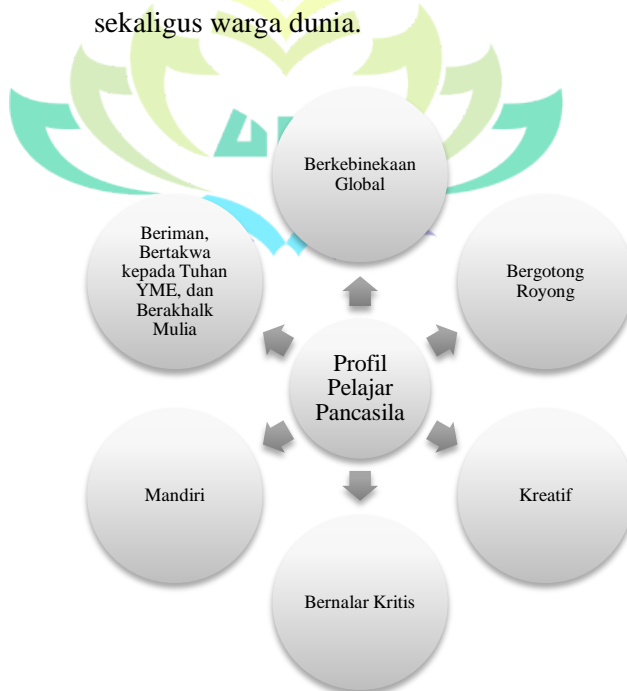 sekaligus warga dunia.
Berkebinekaan
Global
Beriman,
Bertakwa
kepada Tuhan
YME, dan
Berakhalk
Mulia
Bergotong
Royong
Profil
Pelajar
Pancasila
Mandiri
Kreatif
Bernalar Kritis